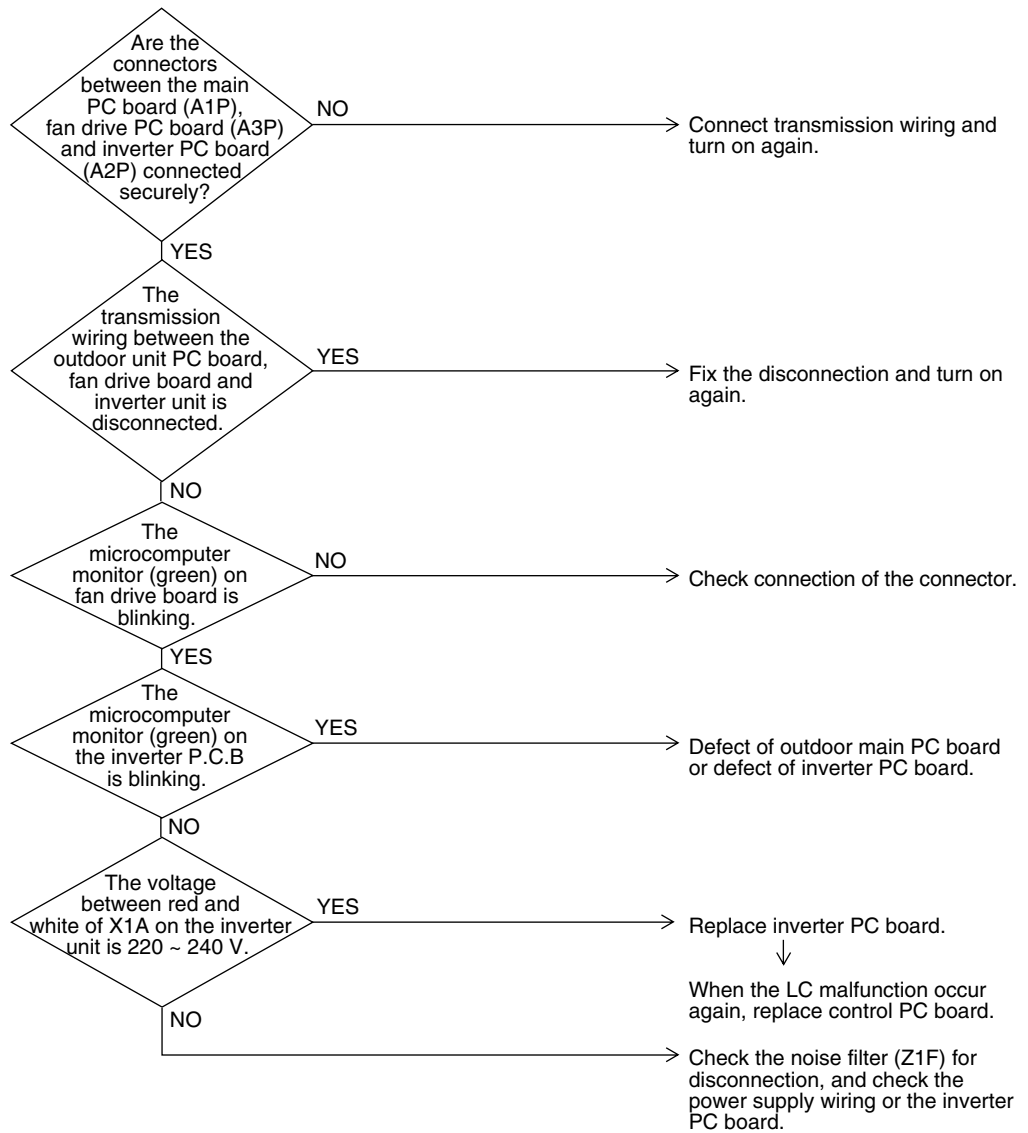 Are the
connectors
between the main
PC board (A1P),
fan drive PC board (A3P)
and inverter PC board
(A2P) connected
securely?
NO
Connect transmission wiring and
turn on again.
YES
The
transmission
wiring between the
outdoor unit PC board,
fan drive board and
inverter unit is
disconnected.
YES
Fix the disconnection and turn on
again.
NO
The
microcomputer
monitor (green) on
fan drive board is
blinking.
NO
Check connection of the connector.
YES
The
microcomputer
monitor (green) on
the inverter P.C.B
is blinking.
YES
Defect of outdoor main PC board
or defect of inverter PC board.
NO
The voltage
between red and
white of X1A on the inverter
unit is 220 ~ 240 V.
YES
Replace inverter PC board.
When the LC malfunction occur
again, replace control PC board.
NO
Check the noise filter (Z1F) for
disconnection, and check the
power supply wiring or the inverter
PC board.